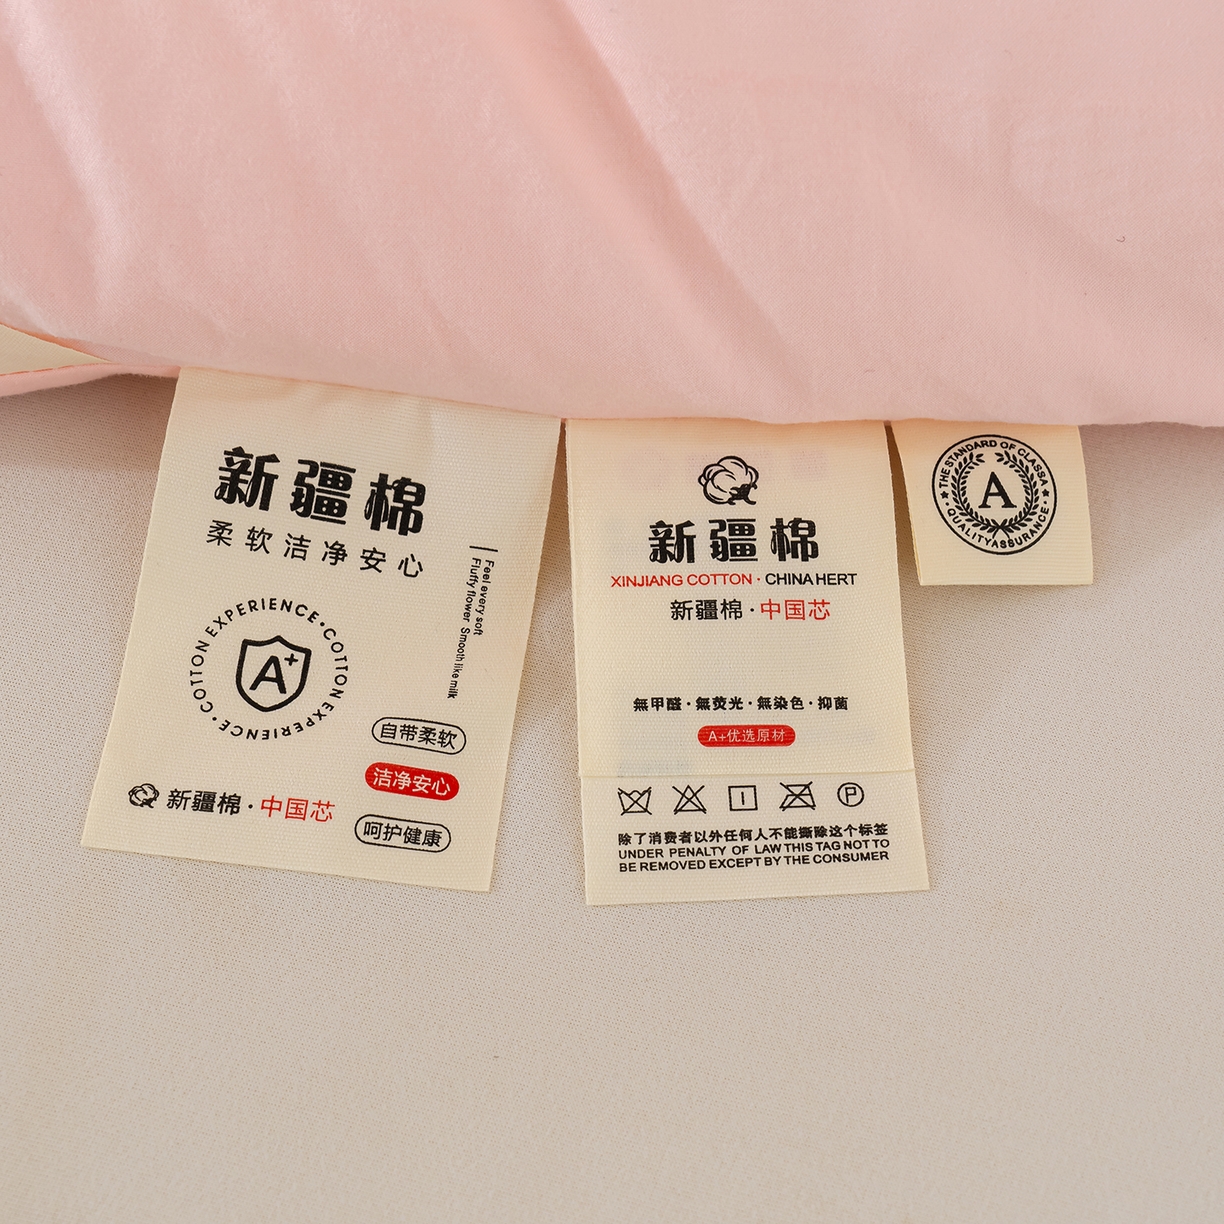 新疆棉
柔软洁净安心
Feel every soft
Fluffy flower Smooth like milk
COTTON EXPERIENCE•COTTON EXPERIENCE•
A+
自带柔软
洁净安心
呵护健康
新疆棉·中国芯
新疆棉
XINJIANG COTTON · CHINA HERT
新疆棉·中国芯
無甲醛·無荧光·無染色·抑菌
A+优选原材
P
除了消费者以外任何人不能撕除这个标签
UNDER PENALTY OF LAW THIS TAG NOT TO
BE REMOVED EXCEPT BY THE CONSUMER
THE STANDARD OF CLASSA
A
QUALITYASSURANCE